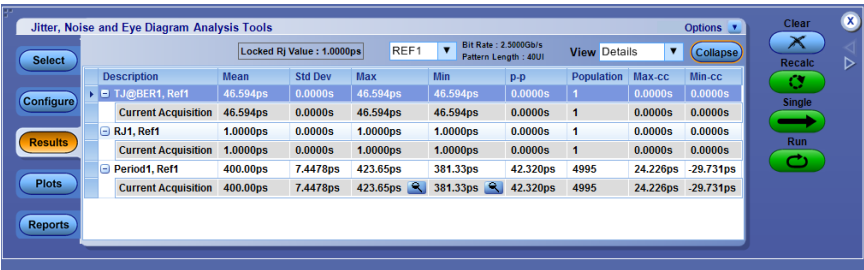 Jitter, Noise and Eye Diagram Analysis Tools
Options
Clear
X
Select
Configure
Results
Plots
Reports
Locked Rj Value : 1.0000ps
REF1
Bit Rate : 2.5000Gb/s
Pattern Length : 40UI
View Details
Collapse
Description Mean Std Dev Max Min p-p Population Max-cc Min-cc
TJ@BER1, Ref1 46.594ps 0.0000s 46.594ps 46.594ps 0.0000s 1 0.0000s 0.0000s
Current Acquisition 46.594ps 0.0000s 46.594ps 46.594ps 0.0000s 1 0.0000s 0.0000s
RJ1, Ref1 1.0000ps 0.0000s 1.0000ps 1.0000ps 0.0000s 1 0.0000s 0.0000s
Current Acquisition 1.0000ps 0.0000s 1.0000ps 1.0000ps 0.0000s 1 0.0000s 0.0000s
Period1, Ref1 400.00ps 7.4478ps 423.65ps 381.33ps 42.320ps 4995 24.226ps -29.731ps
Current Acquisition 400.00ps 7.4478ps 423.65ps 381.33ps 42.320ps 4995 24.226ps -29.731ps
Recalc
Single
Run